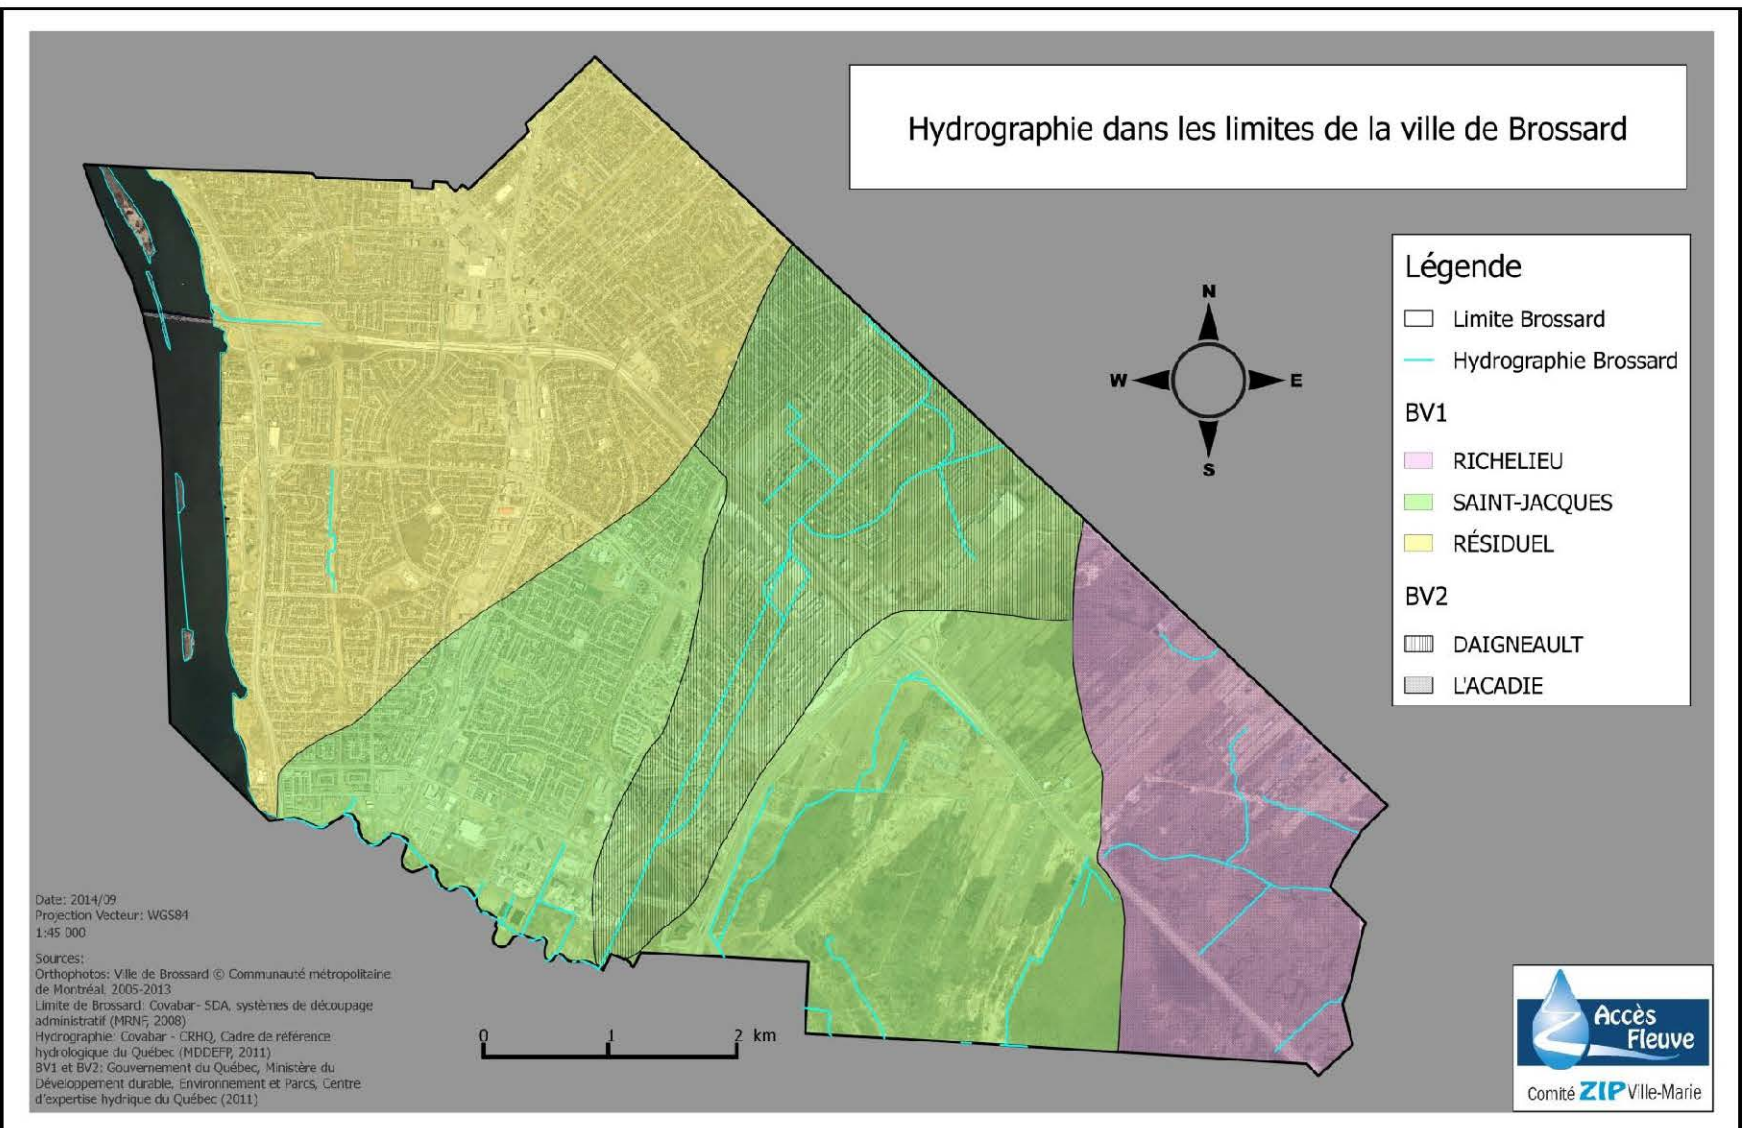 Hydrographie dans les limites de la ville de Brossard
N
W
E
S
Légende
Limite Brossard
Hydrographie Brossard
BV1
RICHELIEU
SAINT-JACQUES
RÉSIDUEL
BV2
DAIGNEAULT
L'ACADIE
Date: 2014/09
Projection Vecteur: WGS84
1:45 000
Sources:
Orthophotos: Ville de Brossard © Communauté métropolitaine
de Montréal, 2005-2013
Limite de Brossard: Covabar- SDA, systèmes de découpage
administratif (MRNF, 2008)
Hydrographie: Covabar - CRHQ, Cadre de référence
hydrologique du Québec (MDDEFP, 2011)
BV1 et BV2: Gouvernement du Québec, Ministère du
Développement durable, Environnement et Parcs, Centre
d'expertise hydrique du Québec (2011)
0 1 2 km
Accès
Fleuve
Comité ZIP Ville-Marie